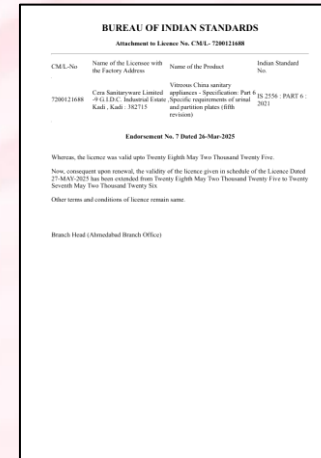 BUREAU OF INDIAN STANDARDS
Attachment to Licence No. CM/L- 7200121688
CM/L-No
Name of the Licensee with
the Factory Address
Name of the Product
Indian Standard
No.
7200121688
Cera Sanitaryware Limited
-9 G.I.D.C. Industrial Estate ,
Kadi , Kadi : 382715
Vitreous China sanitary
appliances - Specification: Part 6
Specific requirements of urinal
and partition plates (fifth
revision)
IS 2556 : PART 6 :
2021
Endorsement No. 7 Dated 26-Mar-2025
Whereas, the licence was valid upto Twenty Eighth May Two Thousand Twenty Five.
Now, consequent upon renewal, the validity of the licence given in schedule of the Licence Dated
27-MAY-2025 has been extended from Twenty Eighth May Two Thousand Twenty Five to Twenty
Seventh May Two Thousand Twenty Six.
Other terms and conditions of licence remain same.
Branch Head (Ahmedabad Branch Office)